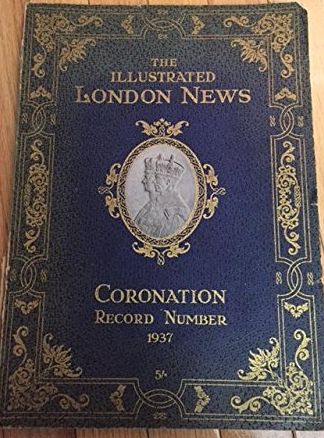 THE
ILLUSTRATED
LONDON NEWS
CORONATION
RECORD NUMBER
1937
5/-